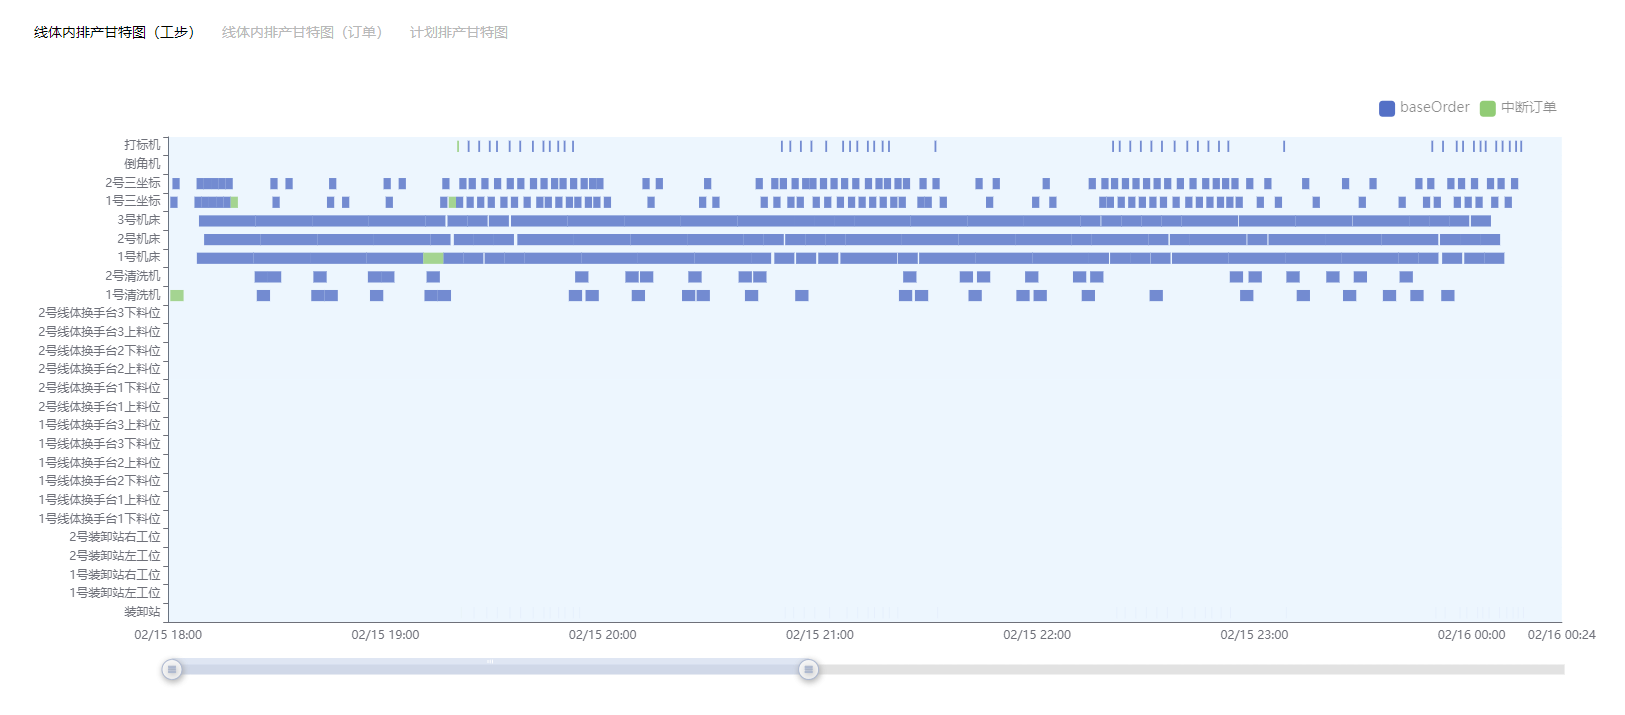 线体内排产甘特图（工步） 线体内排产甘特图（订单） 计划排产甘特图
baseOrder 中断订单
打标机
倒角机
2号三坐标
1号三坐标
3号机床
2号机床
1号机床
2号清洗机
1号清洗机
2号线体换手台3下料位
2号线体换手台3上料位
2号线体换手台2下料位
2号线体换手台2上料位
2号线体换手台1下料位
2号线体换手台1上料位
1号线体换手台3上料位
1号线体换手台3下料位
1号线体换手台2上料位
1号线体换手台2下料位
1号线体换手台1上料位
1号线体换手台1下料位
2号装卸站右工位
2号装卸站左工位
1号装卸站右工位
1号装卸站左工位
装卸站
02/15 18:00 02/15 19:00 02/15 20:00 02/15 21:00 02/15 22:00 02/15 23:00 02/16 00:00 02/16 00:24